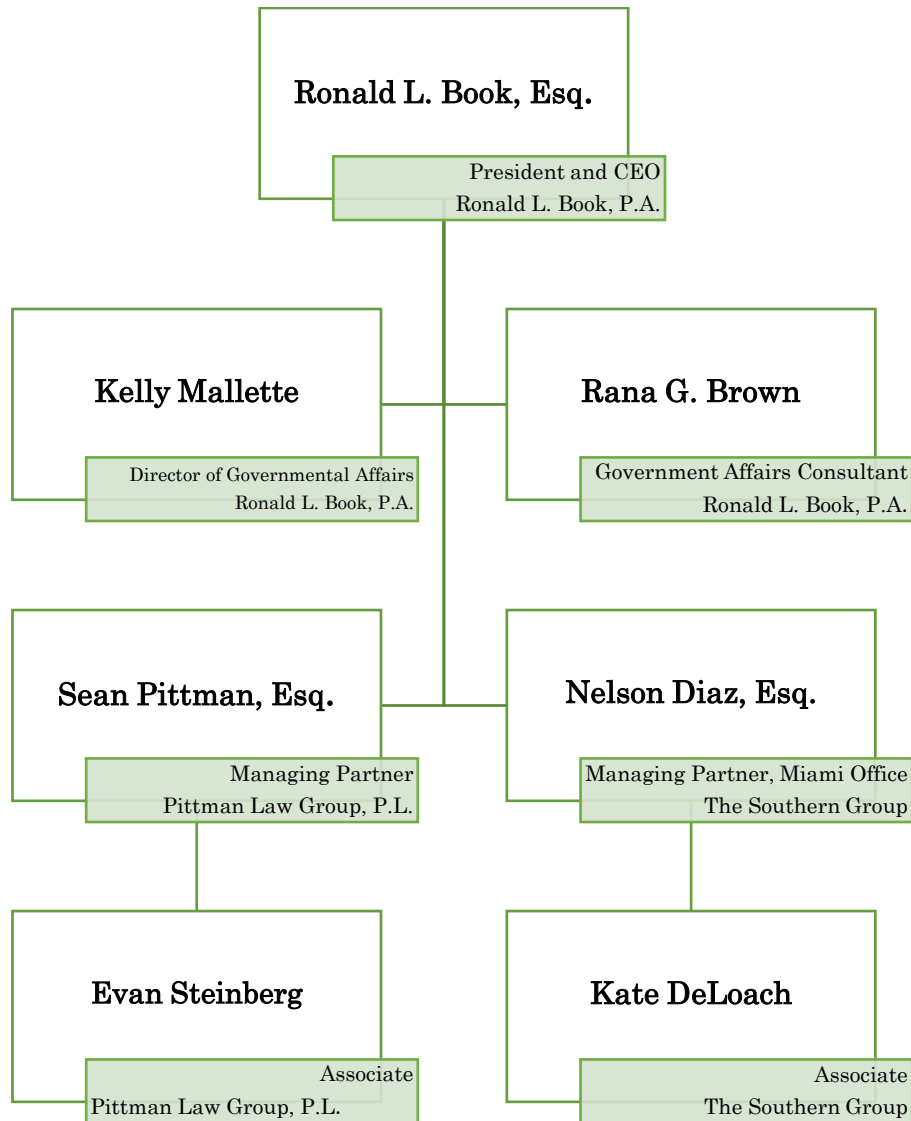 Ronald L. Book, Esq.
President and CEO
Ronald L. Book, P.A.
Kelly Mallette
Director of Governmental Affairs
Ronald L. Book, P.A.
Rana G. Brown
Government Affairs Consultant
Ronald L. Book, P.A.
Sean Pittman, Esq.
Managing Partner
Pittman Law Group, P.L.
Nelson Diaz, Esq.
Managing Partner, Miami Office
The Southern Group
Evan Steinberg
Associate
Pittman Law Group, P.L.
Kate DeLoach
Associate
The Southern Group